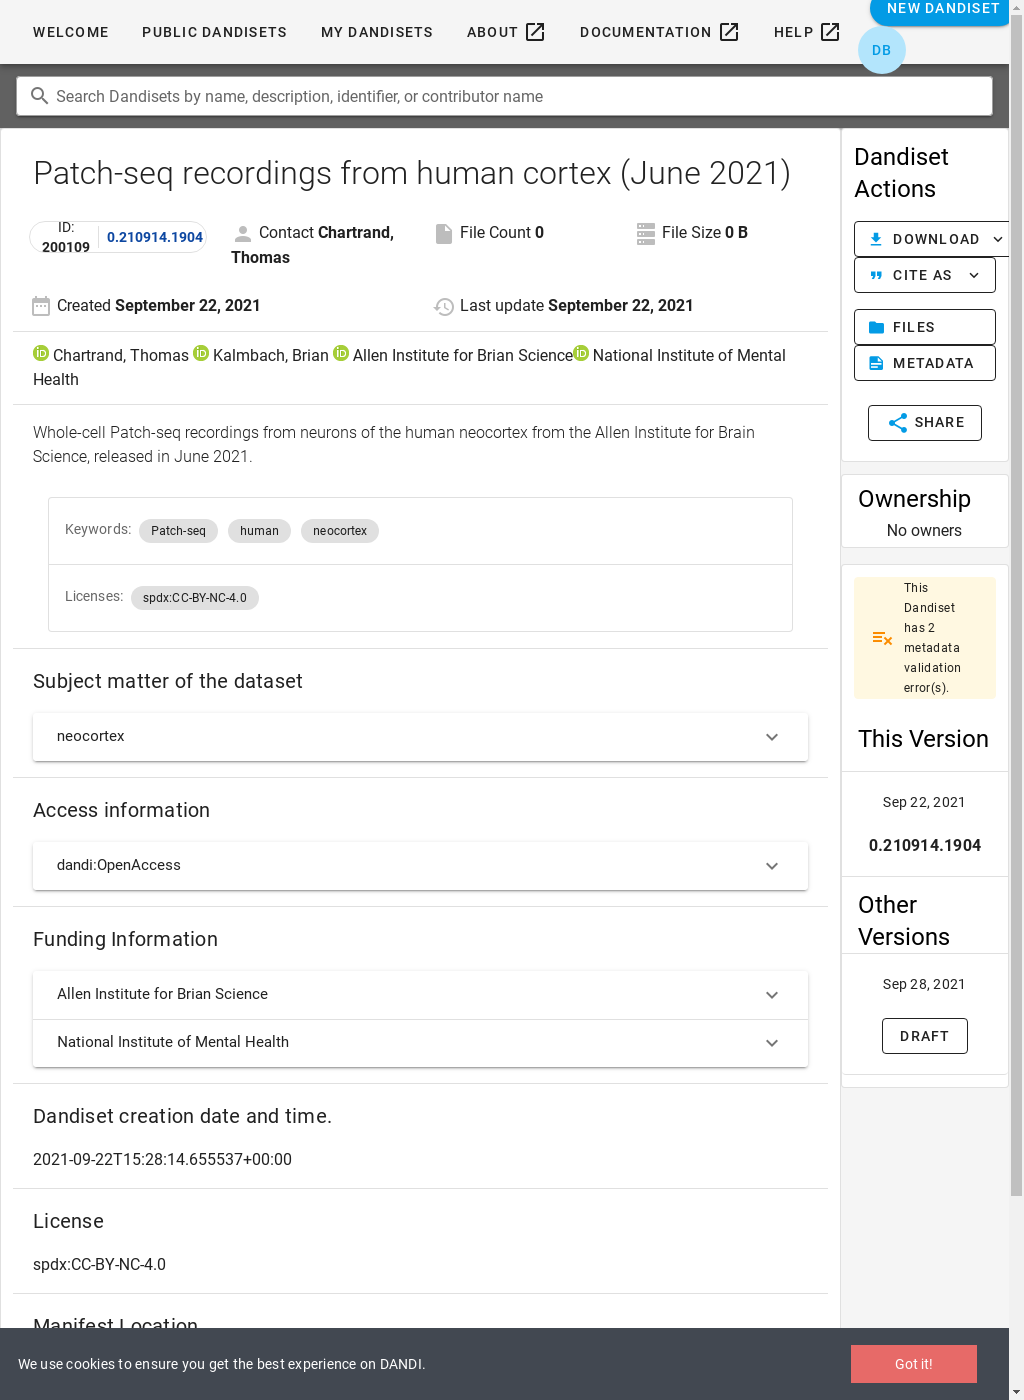 WELCOME PUBLIC DANDISETS MY DANDISETS ABOUT DOCUMENTATION HELP NEW DANDISET
DB
Search Dandisets by name, description, identifier, or contributor name
Patch-seq recordings from human cortex (June 2021)
ID: 200109 0.210914.1904
Contact Chartrand, Thomas
File Count 0
File Size 0 B
Created September 22, 2021
Last update September 22, 2021
Chartrand, Thomas Kalmbach, Brian Allen Institute for Brian Science National Institute of Mental
Health
Whole-cell Patch-seq recordings from neurons of the human neocortex from the Allen Institute for Brain
Science, released in June 2021.
Keywords: Patch-seq human neocortex
Licenses: spdx:CC-BY-NC-4.0
Subject matter of the dataset
neocortex
Access information
dandi:OpenAccess
Funding Information
Allen Institute for Brian Science
National Institute of Mental Health
Dandiset creation date and time.
2021-09-22T15:28:14.655537+00:00
License
spdx:CC-BY-NC-4.0
Manifest Location
Dandiset
Actions
DOWNLOAD
CITE AS
FILES
METADATA
SHARE
Ownership
No owners
This
Dandiset
has 2
metadata
validation
error(s).
This Version
Sep 22, 2021
0.210914.1904
Other
Versions
Sep 28, 2021
DRAFT
We use cookies to ensure you get the best experience on DANDI.
Got it!